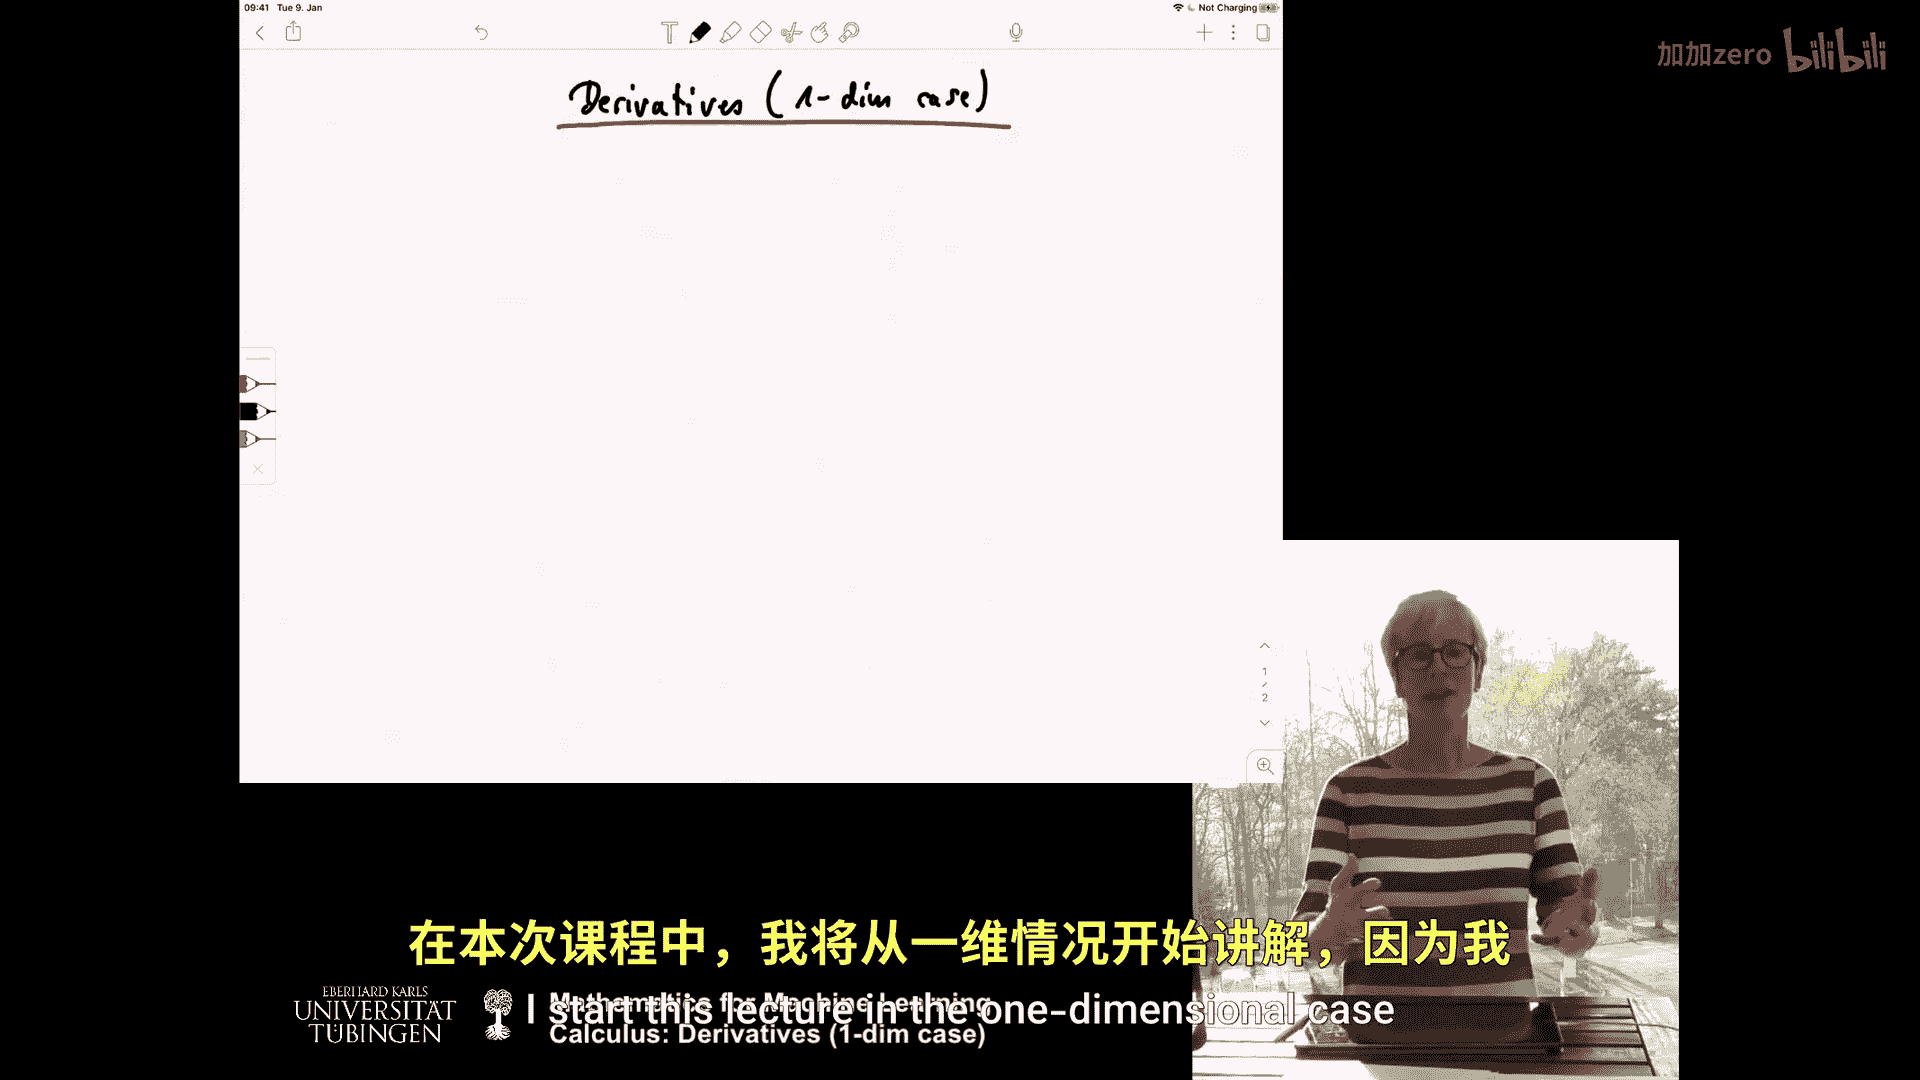 09:41 Tue 9. Jan
Not Charging
加加zero bilibili
Derivatives (1-dim case)
1
2
在本次课程中，我将从一维情况开始讲解，因为我
I start this lecture in the one-dimensional case
EBERHARD KARLS
UNIVERSITÄT
TÜBINGEN
Mathematics for Machine Learning
Calculus: Derivatives (1-dim case)